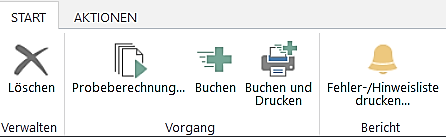 START AKTIONEN
Löschen Probeberechnung... Buchen Buchen und Drucken Fehler-/Hinweisliste drucken...
Verwalten Vorgang Bericht